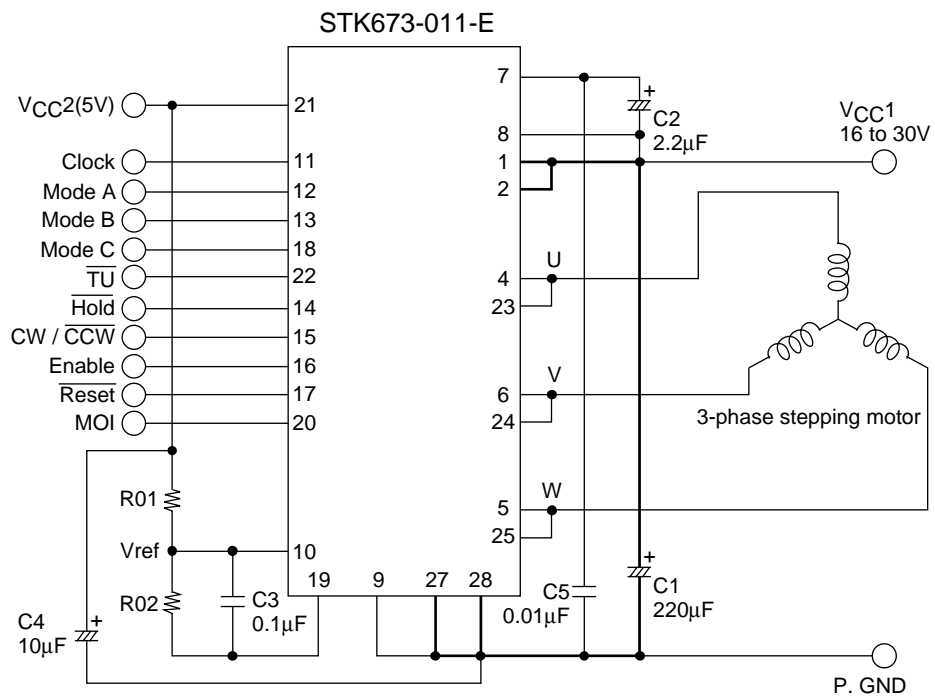 STK673-011-E
VCC2(5V)
21
Clock
11
Mode A
12
Mode B
13
Mode C
18
TU
22
Hold
14
CW / CCW
15
Enable
16
Reset
17
MOI
20
R01
Vref
10
R02
C3
0.1µF
C4
10µF
+
19
9
27
28
7
8
1
2
+
C2
2.2µF
VCC1
16 to 30V
4
23
U
6
24
V
3-phase stepping motor
5
25
W
C5
0.01µF
+
C1
220µF
P. GND